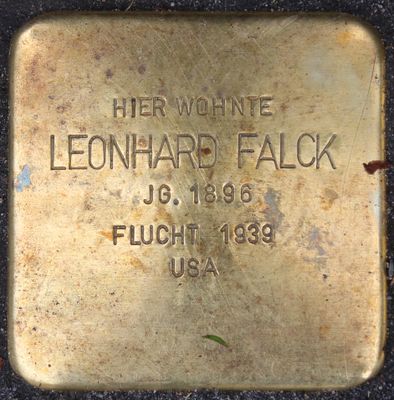 HIER WOHNTE
LEONHARD FALCK
JG. 1896
FLUCHT 1939
USA